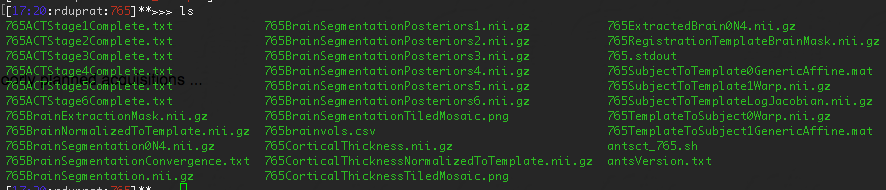 [[17:20:rduprat:765]**>>> ls
765ACTStage1Complete.txt 765BrainSegmentationPosteriors1.nii.gz 765ExtractedBrain0N4.nii.gz
765ACTStage2Complete.txt 765BrainSegmentationPosteriors2.nii.gz 765RegistrationTemplateBrainMask.nii.gz
765ACTStage3Complete.txt 765BrainSegmentationPosteriors3.nii.gz 765.stdout
765ACTStage4Complete.txt 765BrainSegmentationPosteriors4.nii.gz 765SubjectToTemplate0GenericAffine.mat
acquisitions ...
765ACTStage5Complete.txt 765BrainSegmentationPosteriors5.nii.gz 765SubjectToTemplate1Warp.nii.gz
765ACTStage6Complete.txt 765BrainSegmentationPosteriors6.nii.gz 765SubjectToTemplateLogJacobian.nii.gz
765BrainExtractionMask.nii.gz 765BrainSegmentationTiledMosaic.png 765TemplateToSubject0Warp.nii.gz
765BrainNormalizedToTemplate.nii.gz 765brainvols.csv 765TemplateToSubject1GenericAffine.mat
765BrainSegmentation0N4.nii.gz 765CorticalThickness.nii.gz antsct_765.sh
765BrainSegmentationConvergence.txt 765CorticalThicknessNormalizedToTemplate.nii.gz antsVersion.txt
765BrainSegmentation.nii.gz 765CorticalThicknessTiledMosaic.png
[[17:20:rduprat:765]**